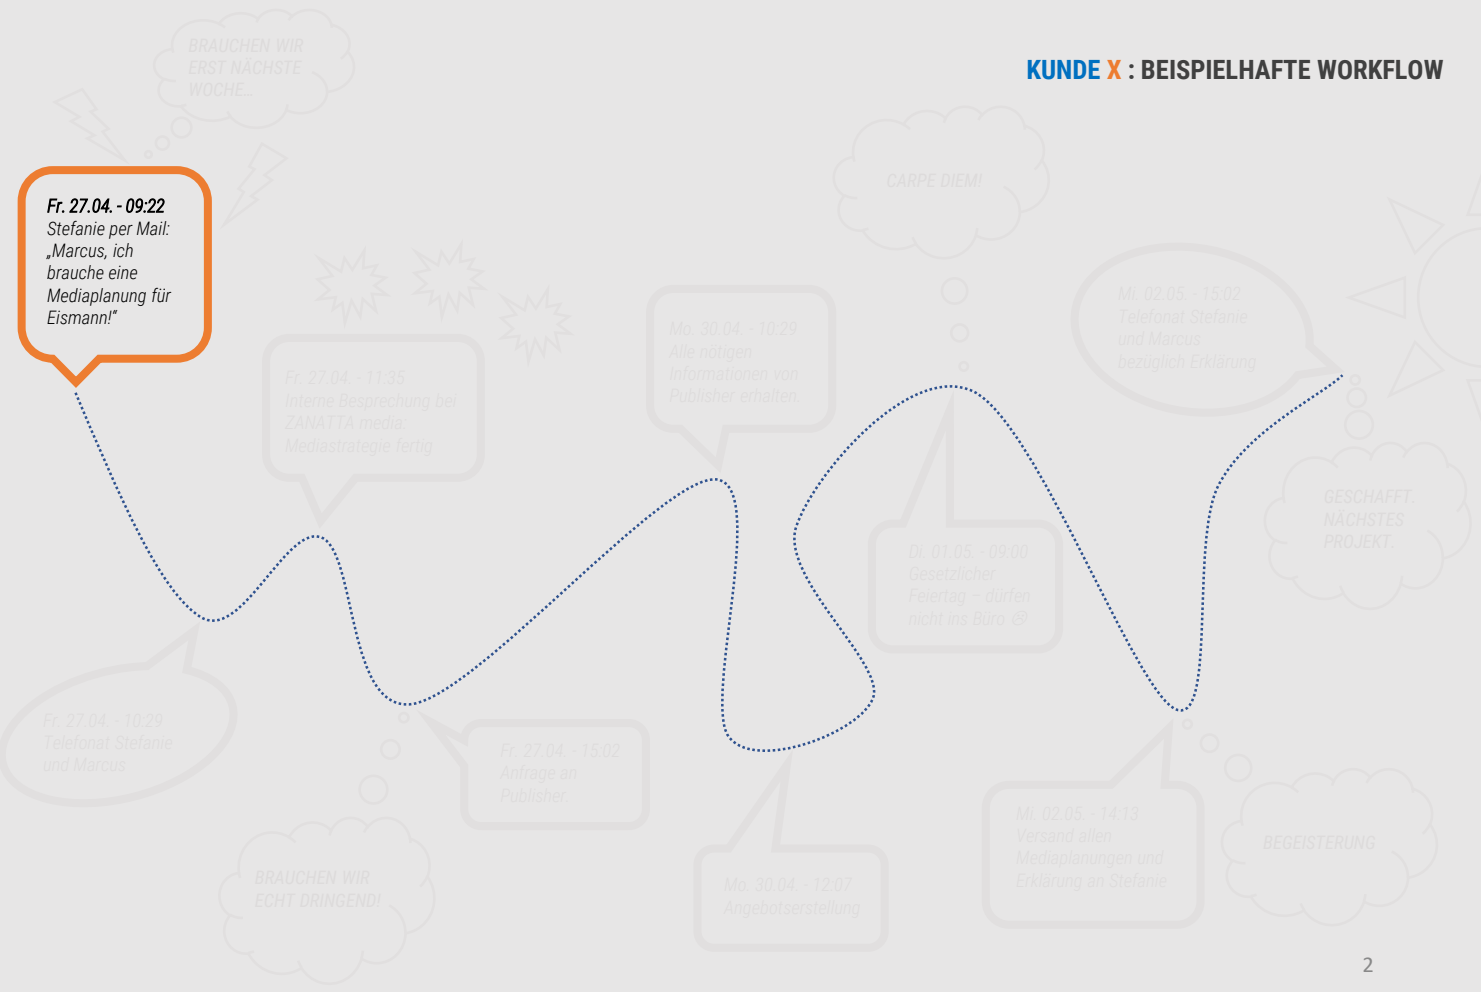 KUNDE X : BEISPIELHAFTE WORKFLOW
BRAUCHEN WIR
ERST NÄCHSTE
WOCHE…
Fr. 27.04. - 09:22
Stefanie per Mail:
„Marcus, ich
brauche eine
Mediaplanung für
Eismann!“
Fr. 27.04. - 10:29
Telefonat Stefanie
und Marcus
Fr. 27.04. - 11:35
Interne Besprechung bei
ZANATTA media:
Mediastrategie fertig
BRAUCHEN WIR
ECHT DRINGEND!
Fr. 27.04. - 15:02
Anfrage an
Publisher.
Mo. 30.04. - 10:29
Alle nötigen
Informationen von
Publisher erhalten.
Mo. 30.04. - 12:07
Angebotserstellung
CARPE DIEM!
Di. 01.05. - 09:00
Gesetzlicher
Feiertag – dürfen
nicht ins Büro ☹
Mi. 02.05. - 14:13
Versand allen
Mediaplanungen und
Erklärung an Stefanie
BEGEISTERUNG
Mi. 02.05. - 15:02
Telefonat Stefanie
und Marcus
bezüglich Erklärung
GESCHAFFT.
NÄCHSTES
PROJEKT.
2